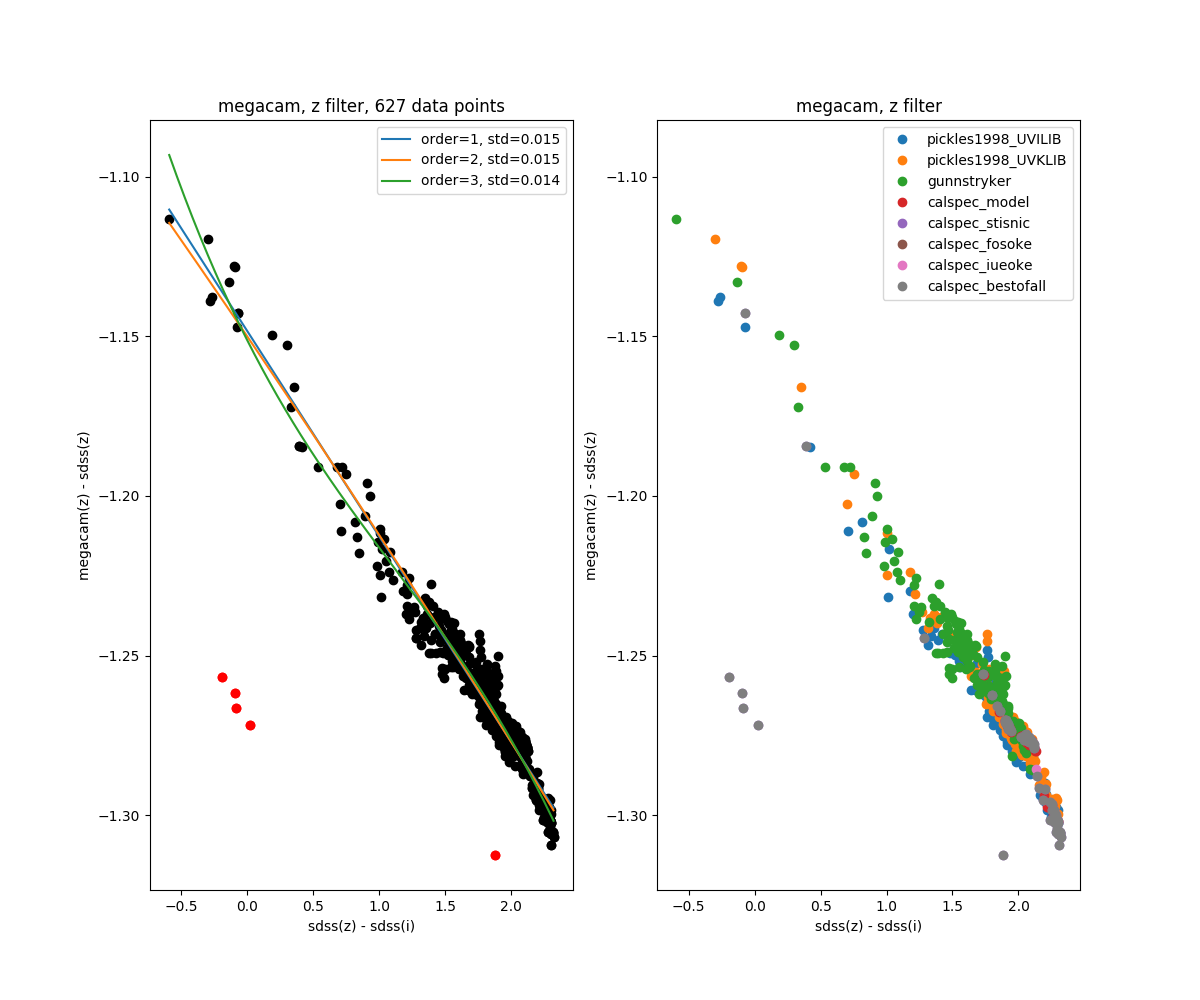 megacam, z filter, 627 data points
order=1, std=0.015
order=2, std=0.015
order=3, std=0.014
−1.10
−1.15
−1.20
−1.25
−1.30
megacam(z) - sdss(z)
−0.5 0.0 0.5 1.0 1.5 2.0
sdss(z) - sdss(i)
megacam, z filter
pickles1998_UVILIB
pickles1998_UVKLIB
gunnstryker
calspec_model
calspec_stisnic
calspec_fosoke
calspec_iueoke
calspec_bestofall
−1.10
−1.15
−1.20
−1.25
−1.30
megacam(z) - sdss(z)
−0.5 0.0 0.5 1.0 1.5 2.0
sdss(z) - sdss(i)